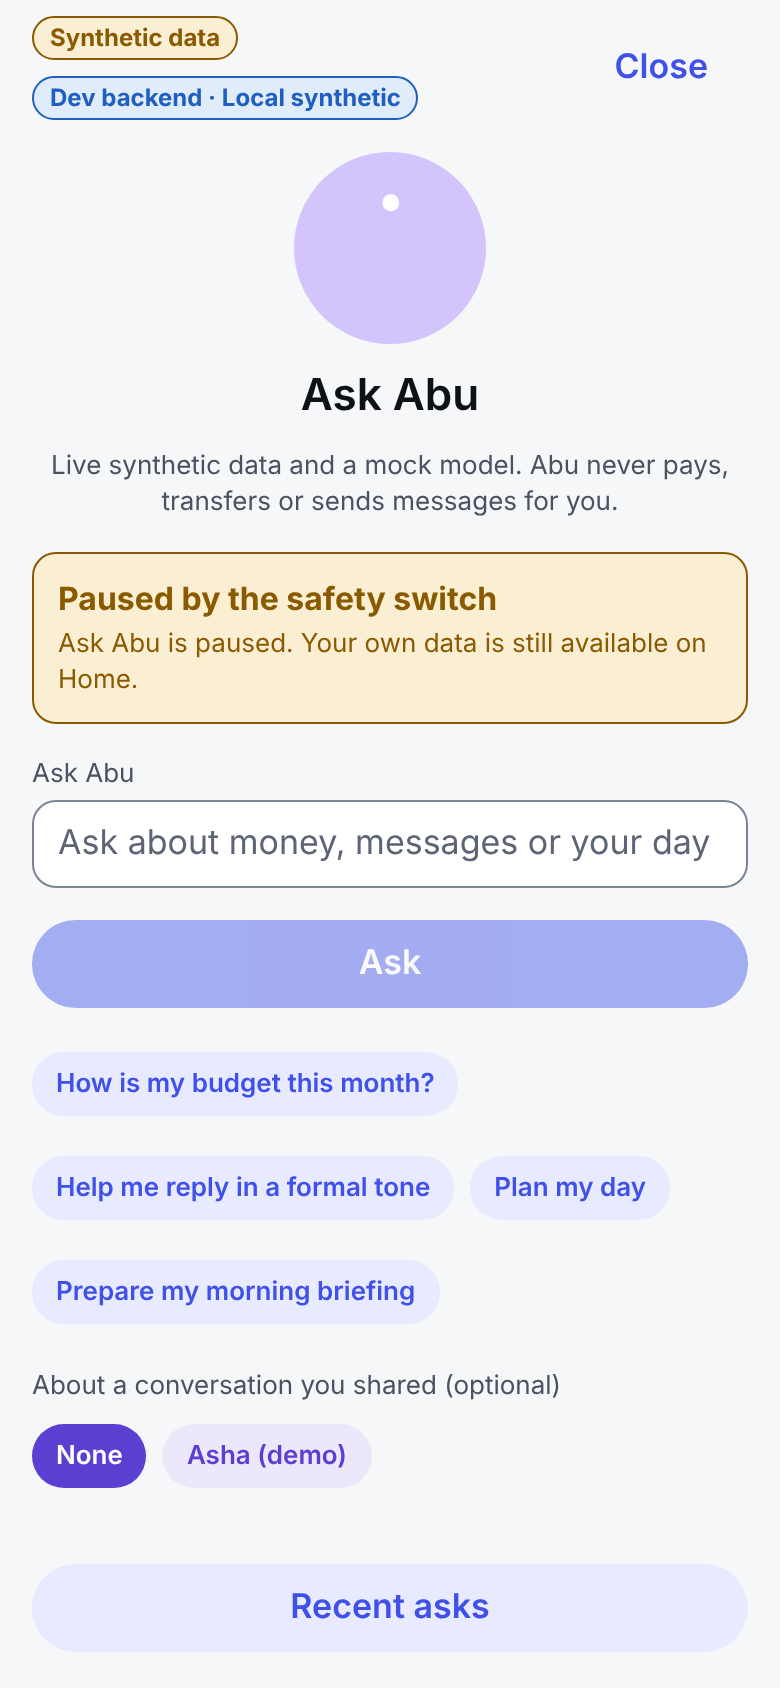 Synthetic data
Close
Dev backend · Local synthetic
Ask Abu
Live synthetic data and a mock model. Abu never pays,
transfers or sends messages for you.
Paused by the safety switch
Ask Abu is paused. Your own data is still available on
Home.
Ask Abu
Ask about money, messages or your day
Ask
How is my budget this month?
Help me reply in a formal tone
Plan my day
Prepare my morning briefing
About a conversation you shared (optional)
None
Asha (demo)
Recent asks